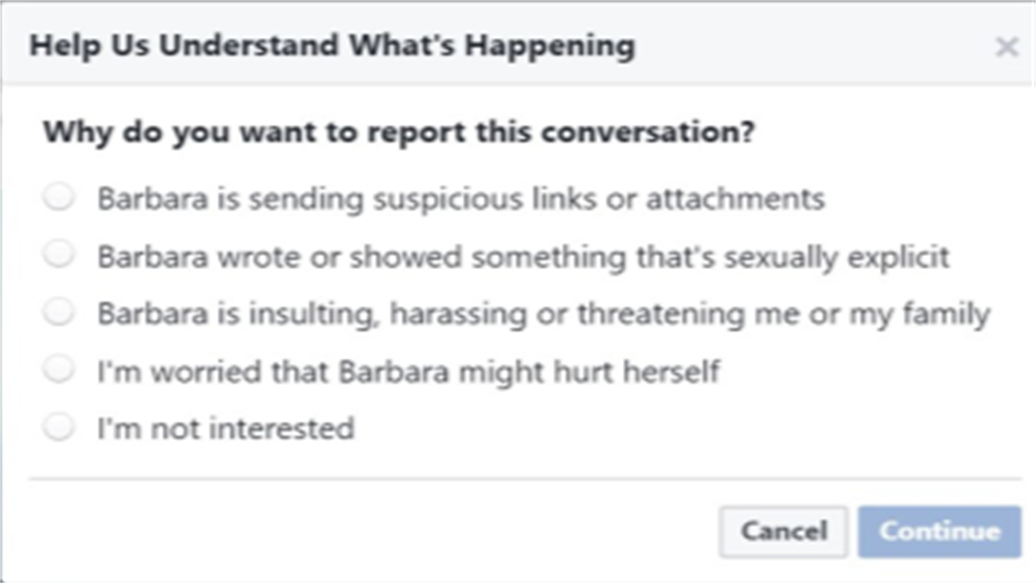 Help Us Understand What's Happening
Why do you want to report this conversation?
Barbara is sending suspicious links or attachments
Barbara wrote or showed something that's sexually explicit
Barbara is insulting, harassing or threatening me or my family
I'm worried that Barbara might hurt herself
I'm not interested
Cancel Continue